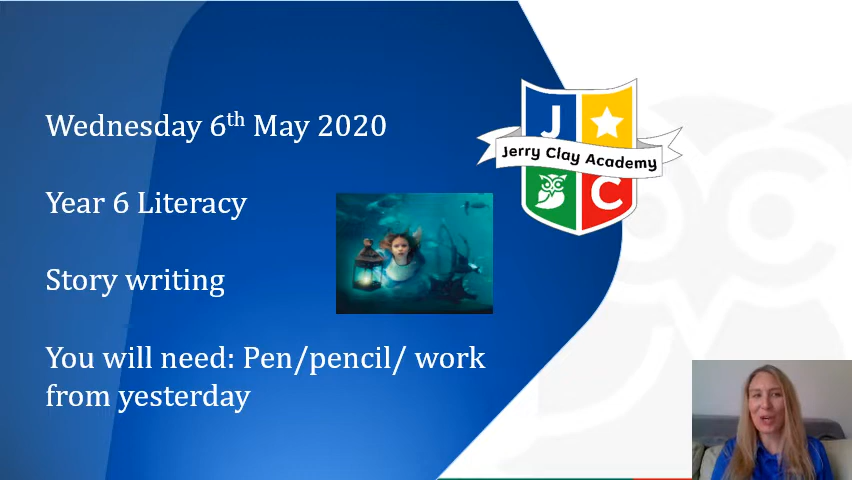 Wednesday 6th May 2020
Year 6 Literacy
Story writing
You will need: Pen/pencil/ work
from yesterday
J
Jerry Clay Academy
C